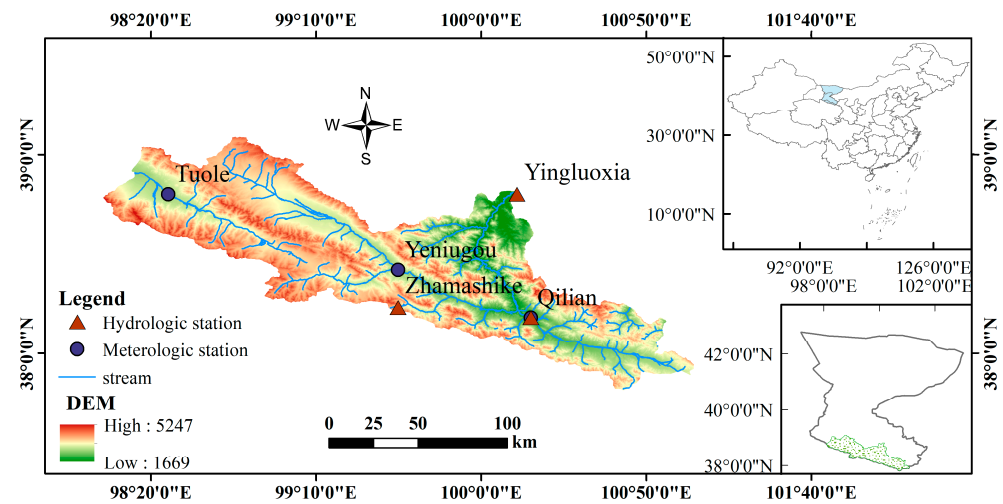 98°20'0"E 99°10'0"E 100°0'0"E 100°50'0"E 101°40'0"E
50°0'0"N
30°0'0"N
10°0'0"N
92°0'0"E 126°0'0"E
39°0'0"N
39°0'0"N
N
W E
S
Tuole
Yingluoxia
Yeniugou
Zhamashike
Qilian
Legend
Hydrologic station
Meterologic station
stream
DEM
High : 5247
Low : 1669
0 25 50 100
km
98°0'0"E 102°0'0"E
42°0'0"N
40°0'0"N
38°0'0"N
38°0'0"N
38°0'0"N
98°20'0"E 99°10'0"E 100°0'0"E 100°50'0"E 101°40'0"E